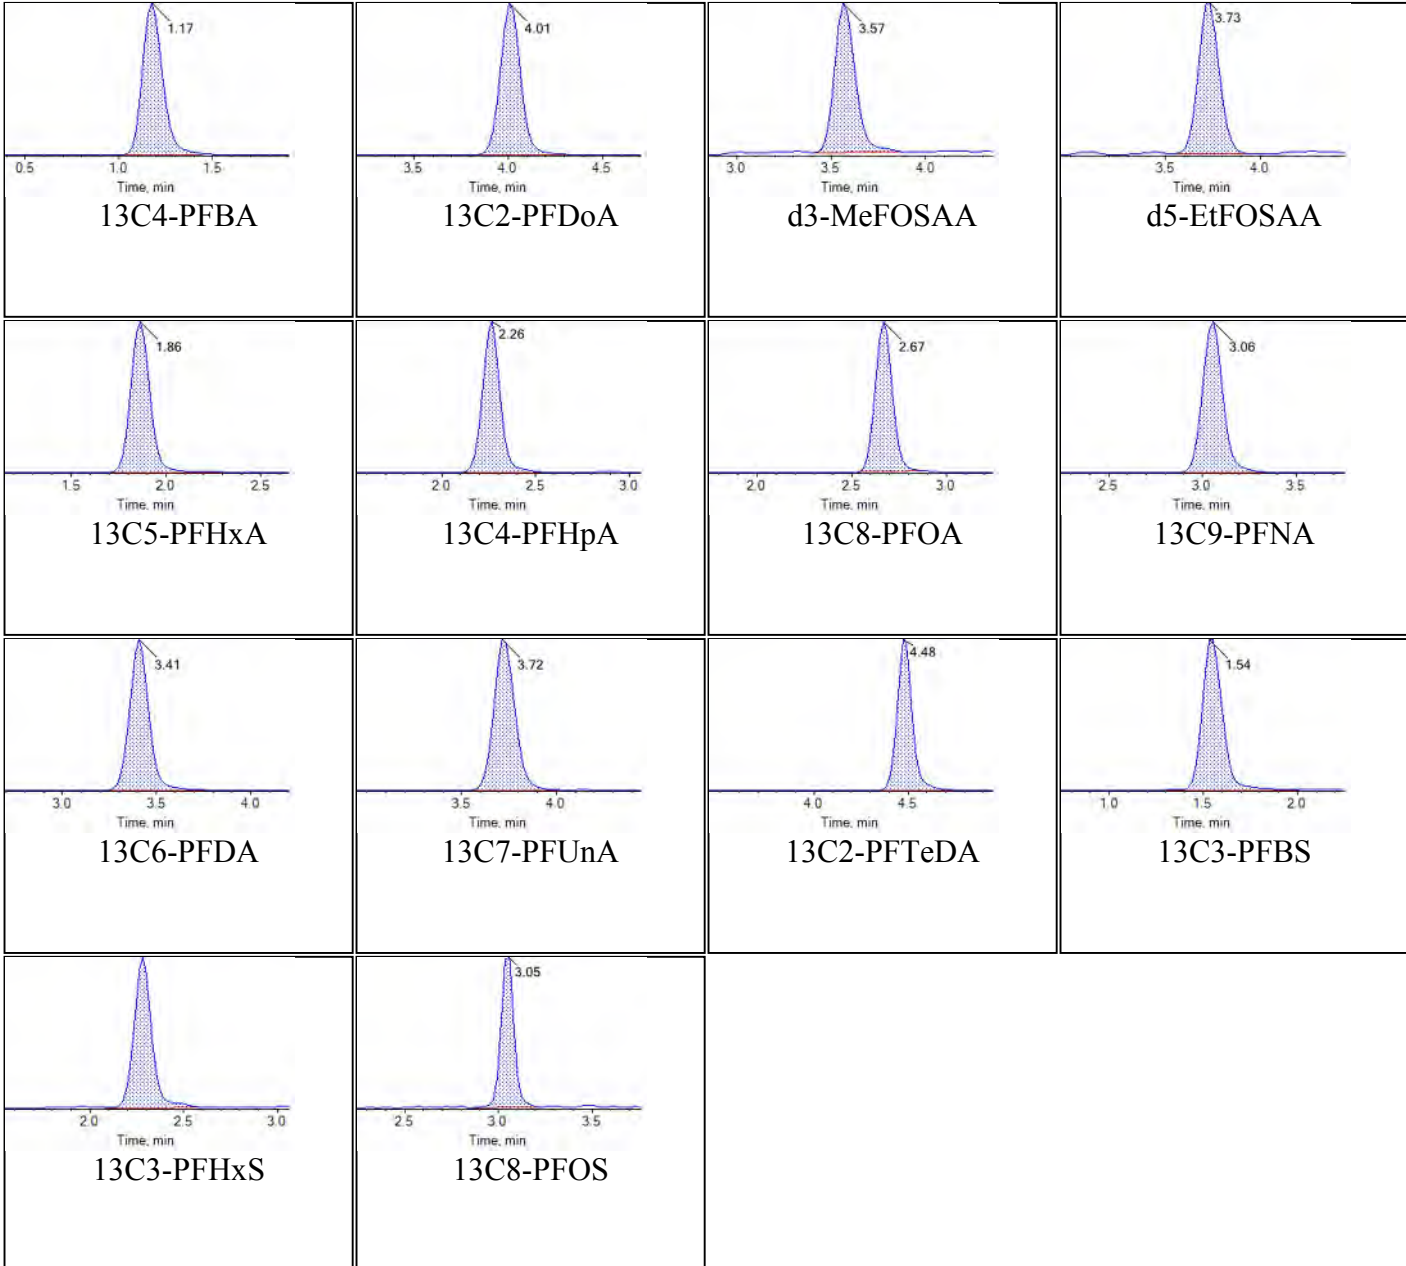 1.17
0.5 1.0 1.5
Time, min
13C4-PFBA
4.01
3.5 4.0 4.5
Time, min
13C2-PFDoA
3.57
3.0 3.5 4.0
Time, min
d3-MeFOSAA
3.73
3.5 4.0
Time, min
d5-EtFOSAA
1.86
1.5 2.0 2.5
Time, min
13C5-PFHxA
2.26
2.0 2.5 3.0
Time, min
13C4-PFHpA
2.67
2.0 2.5 3.0
Time, min
13C8-PFOA
3.06
2.5 3.0 3.5
Time, min
13C9-PFNA
3.41
3.0 3.5 4.0
Time, min
13C6-PFDA
3.72
3.5 4.0
Time, min
13C7-PFUnA
4.48
4.0 4.5
Time, min
13C2-PFTeDA
1.54
1.0 1.5 2.0
Time, min
13C3-PFBS
2.0 2.5 3.0
Time, min
13C3-PFHxS
3.05
2.5 3.0 3.5
Time, min
13C8-PFOS